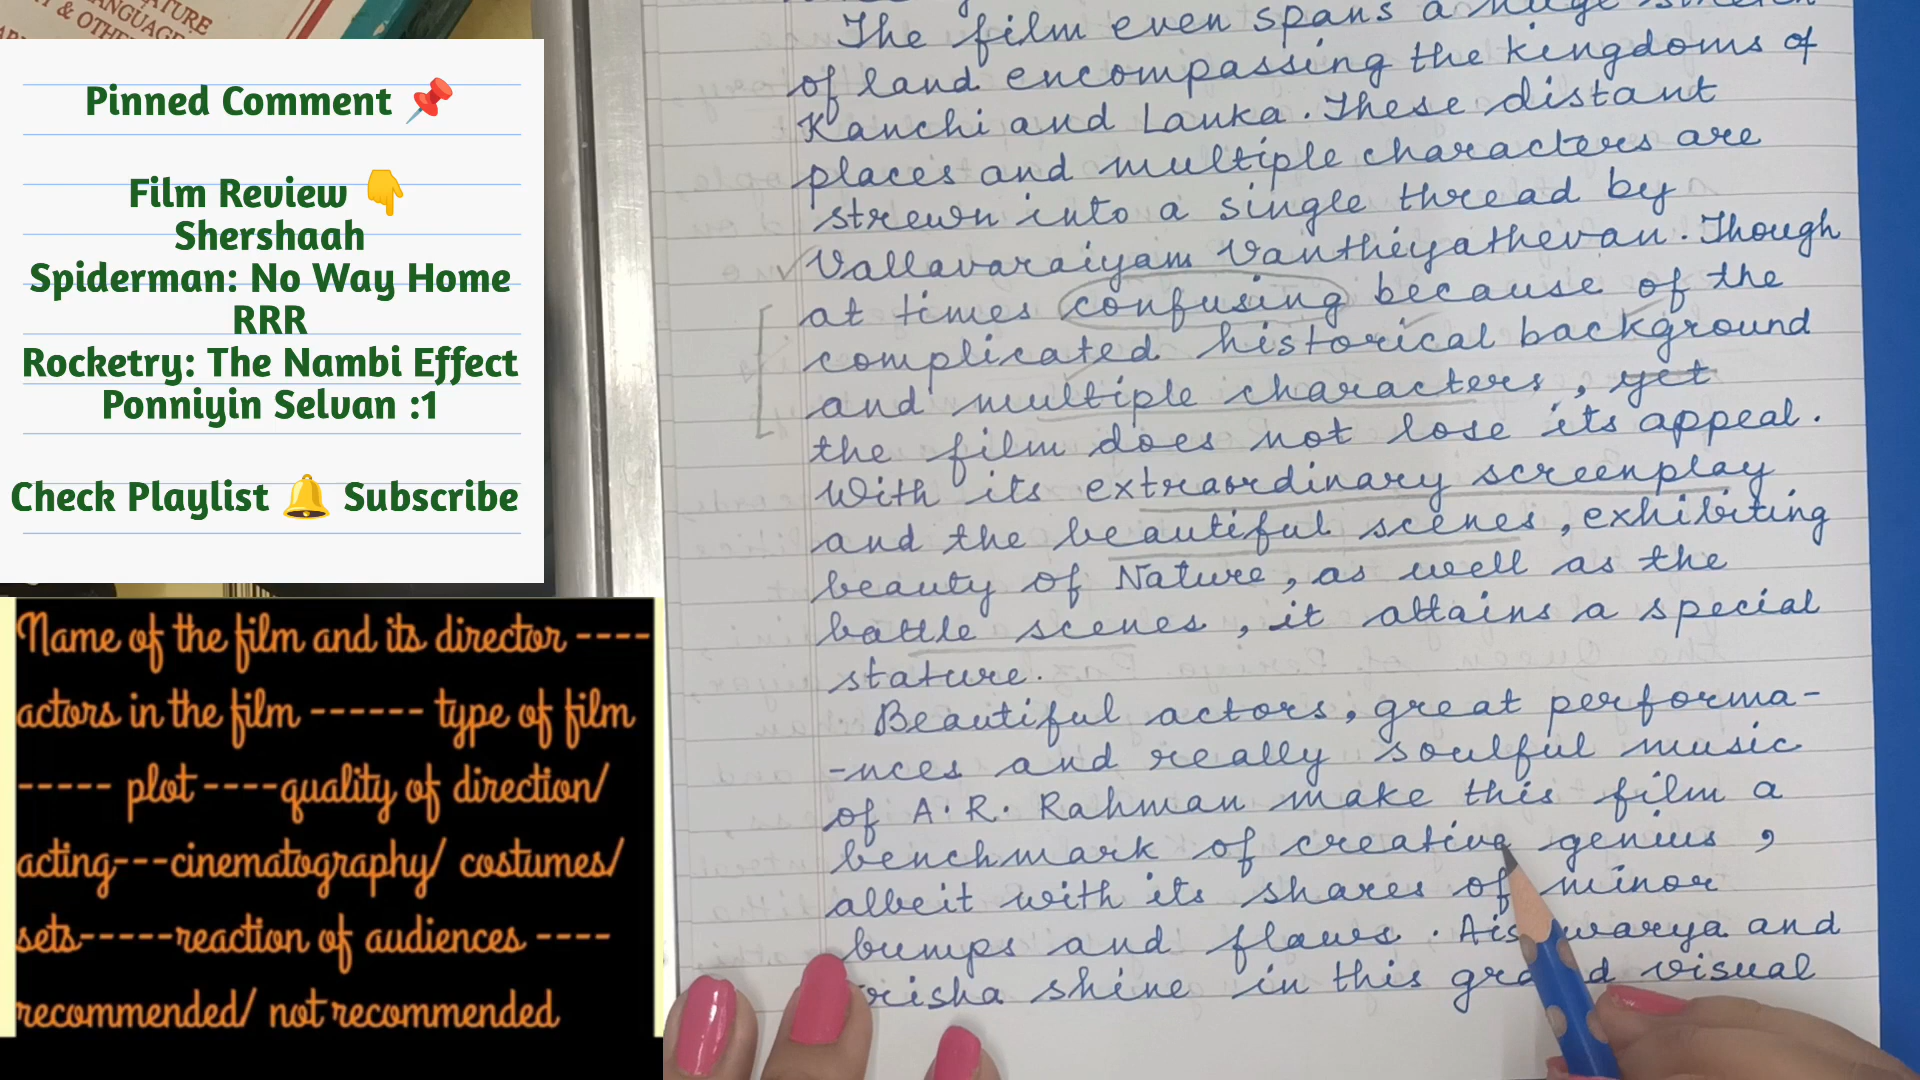 ATURE
LANGUAGE
& OTHE
Pinned Comment 📌
Film Review 👇
Shershaah
Spiderman: No Way Home
RRR
Rocketry: The Nambi Effect
Ponniyin Selvan :1
Check Playlist 🔔 Subscribe
Name of the film and its director ----
actors in the film ------ type of film
----- plot ----quality of direction/
acting---cinematography/ costumes/
sets-----reaction of audiences ----
recommended/ not recommended
The film even spans a huge stretch
of land encompassing the kingdoms of
Kanchi and Lanka. These distant
places and multiple characters are
strewn into a single thread by
Vallavaraiyam Vanthiyathevan. Though
at times confusing because of the
complicated historical background
and multiple characters, yet
the film does not lose its appeal.
With its extraordinary screenplay
and the beautiful scenes, exhibiting
beauty of Nature, as well as the
battle scenes, it attains a special
stature.
Beautiful actors, great performa-
-nces and really soulful music
of A.R. Rahman make this film a
benchmark of creative genius,
albeit with its shares of minor
bumps and flaws. Aishwarya and
risha shine in this grand visual